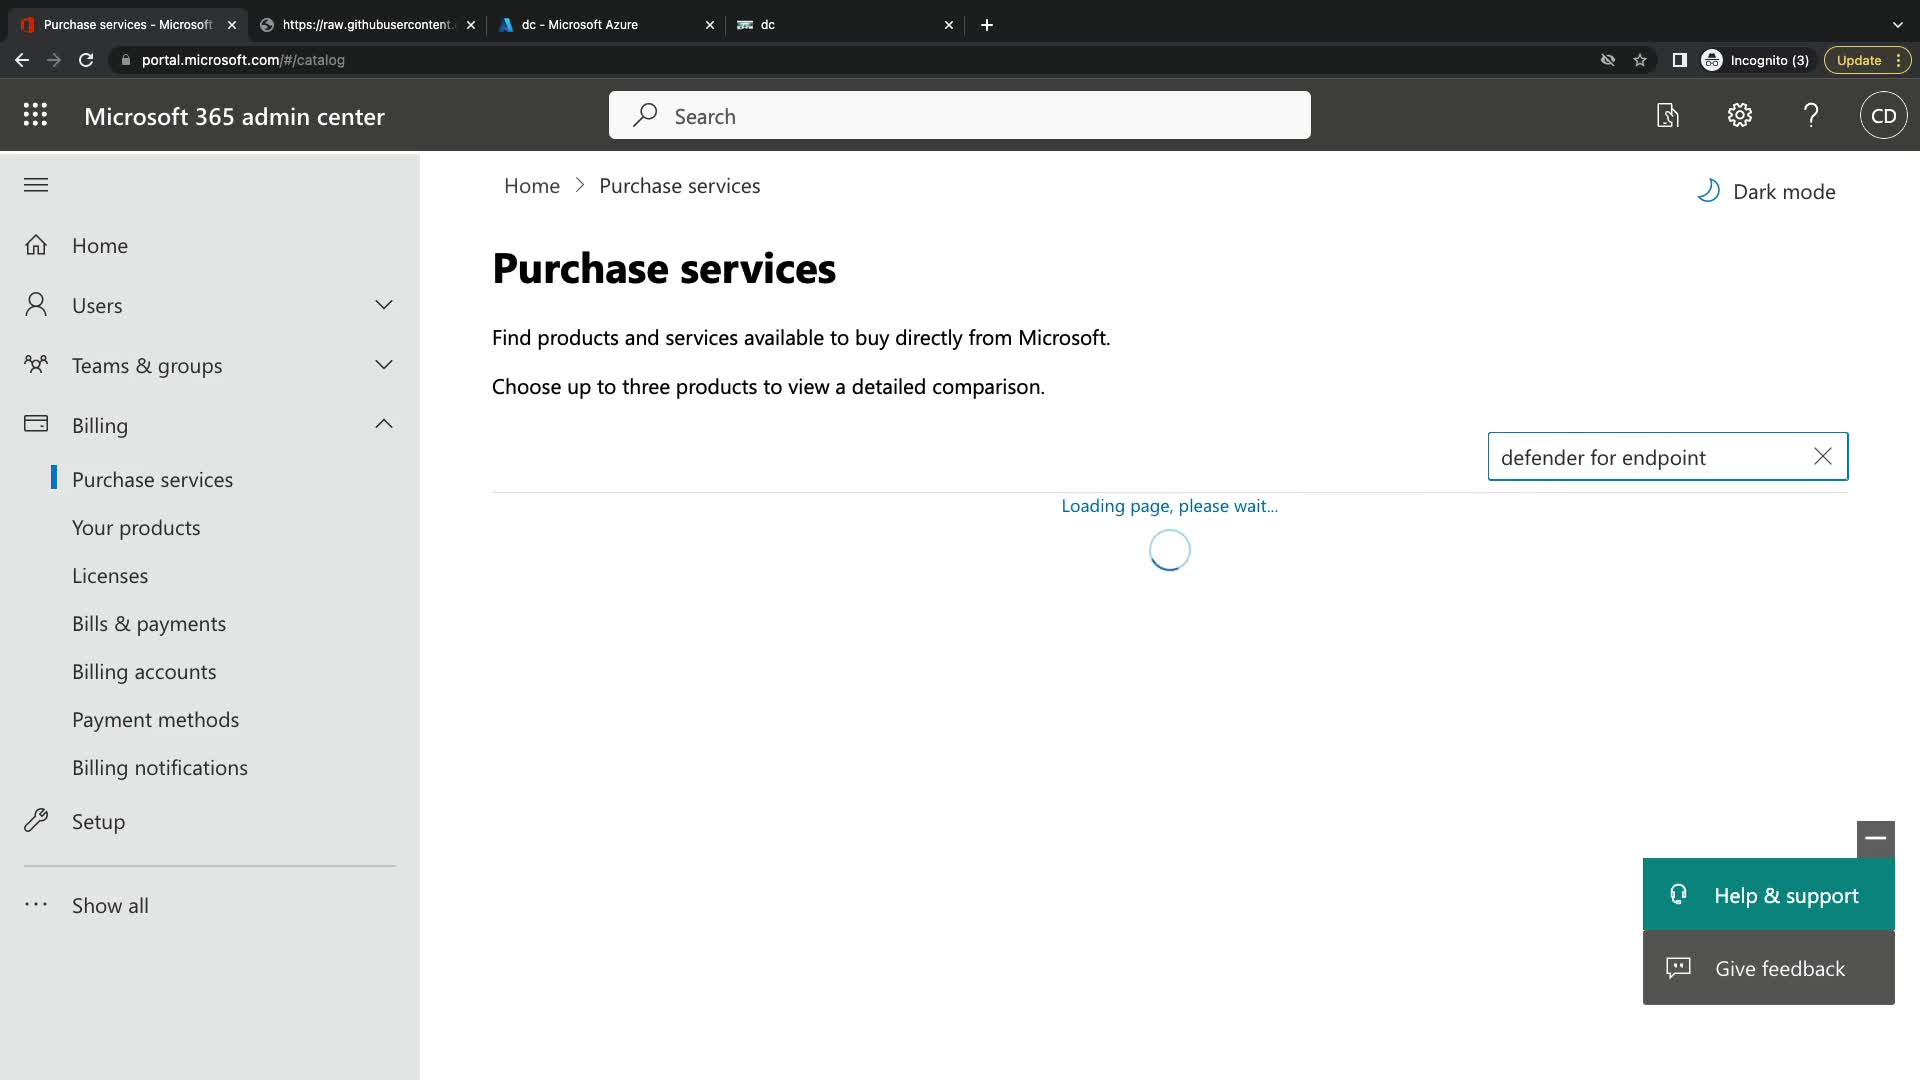 Purchase services - Microsoft
https://raw.githubusercontent.
dc - Microsoft Azure
dc
portal.microsoft.com/#/catalog
Incognito (3)
Update
Microsoft 365 admin center
Search
CD
Home
Users
Teams & groups
Billing
Purchase services
Your products
Licenses
Bills & payments
Billing accounts
Payment methods
Billing notifications
Setup
Show all
Home > Purchase services
Dark mode
Purchase services
Find products and services available to buy directly from Microsoft.
Choose up to three products to view a detailed comparison.
defender for endpoint
Loading page, please wait...
Help & support
Give feedback